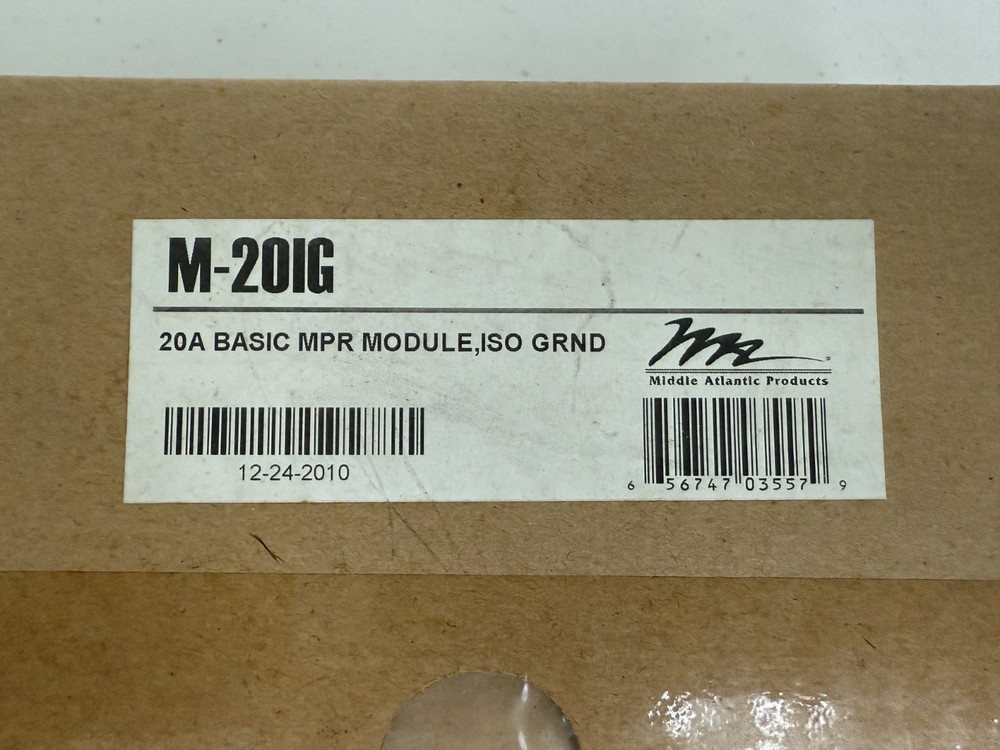 M-20IG
20A BASIC MPR MODULE,ISO GRND
Middle Atlantic Products
12-24-2010
6 56747 03557 9